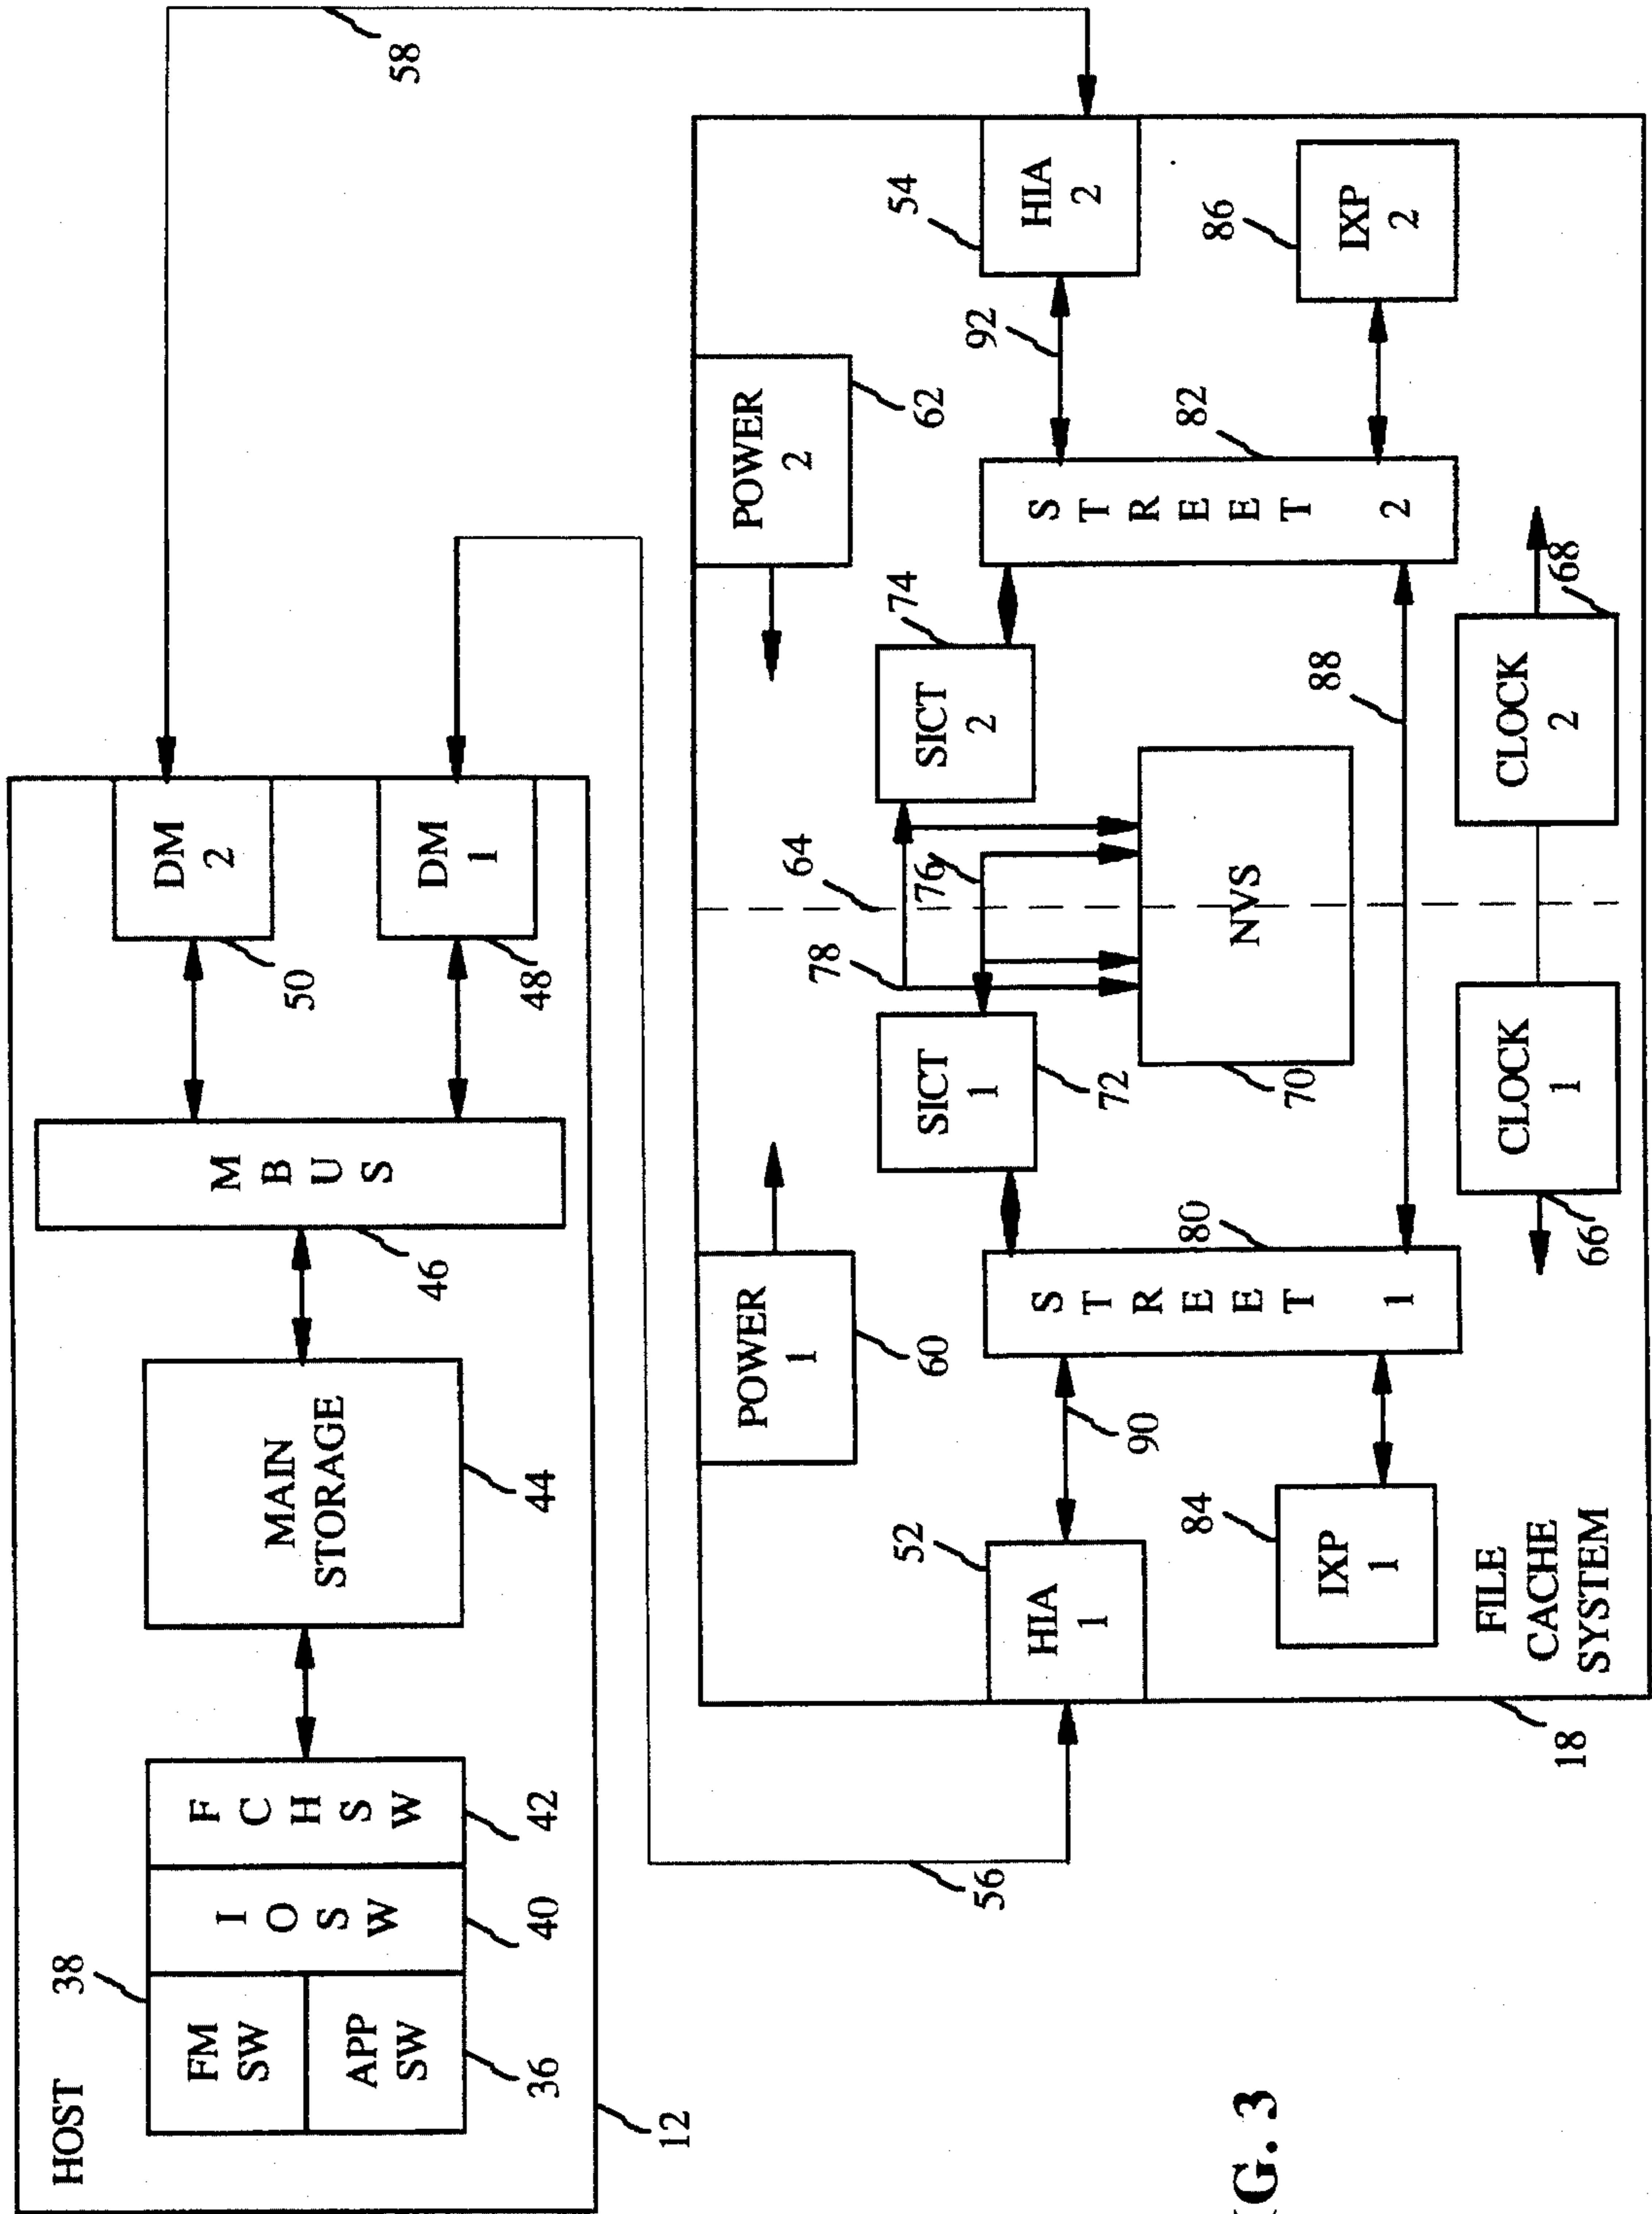 HOST
38
FM
SW
APP
SW
36
I
O
S
W
40
F
C
H
S
W
42
MAIN
STORAGE
44
M
B
U
S
46
DM
2
50
DM
1
48
12
58
56
POWER
1
60
POWER
2
62
64
HIA
1
52
90
S
T
R
E
E
T
1
80
SICT
1
72
78
76
SICT
2
74
S
T
R
E
E
T
2
82
92
HIA
2
54
IXP
1
84
NVS
70
88
IXP
2
86
CLOCK
1
66
CLOCK
2
68
FILE
CACHE
SYSTEM
18
G. 3